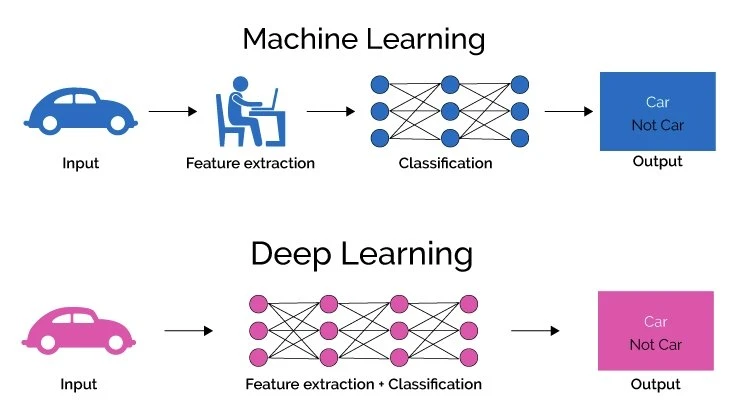 Machine Learning
Input
Feature extraction
Classification
Car
Not Car
Output
Deep Learning
Input
Feature extraction + Classification
Car
Not Car
Output